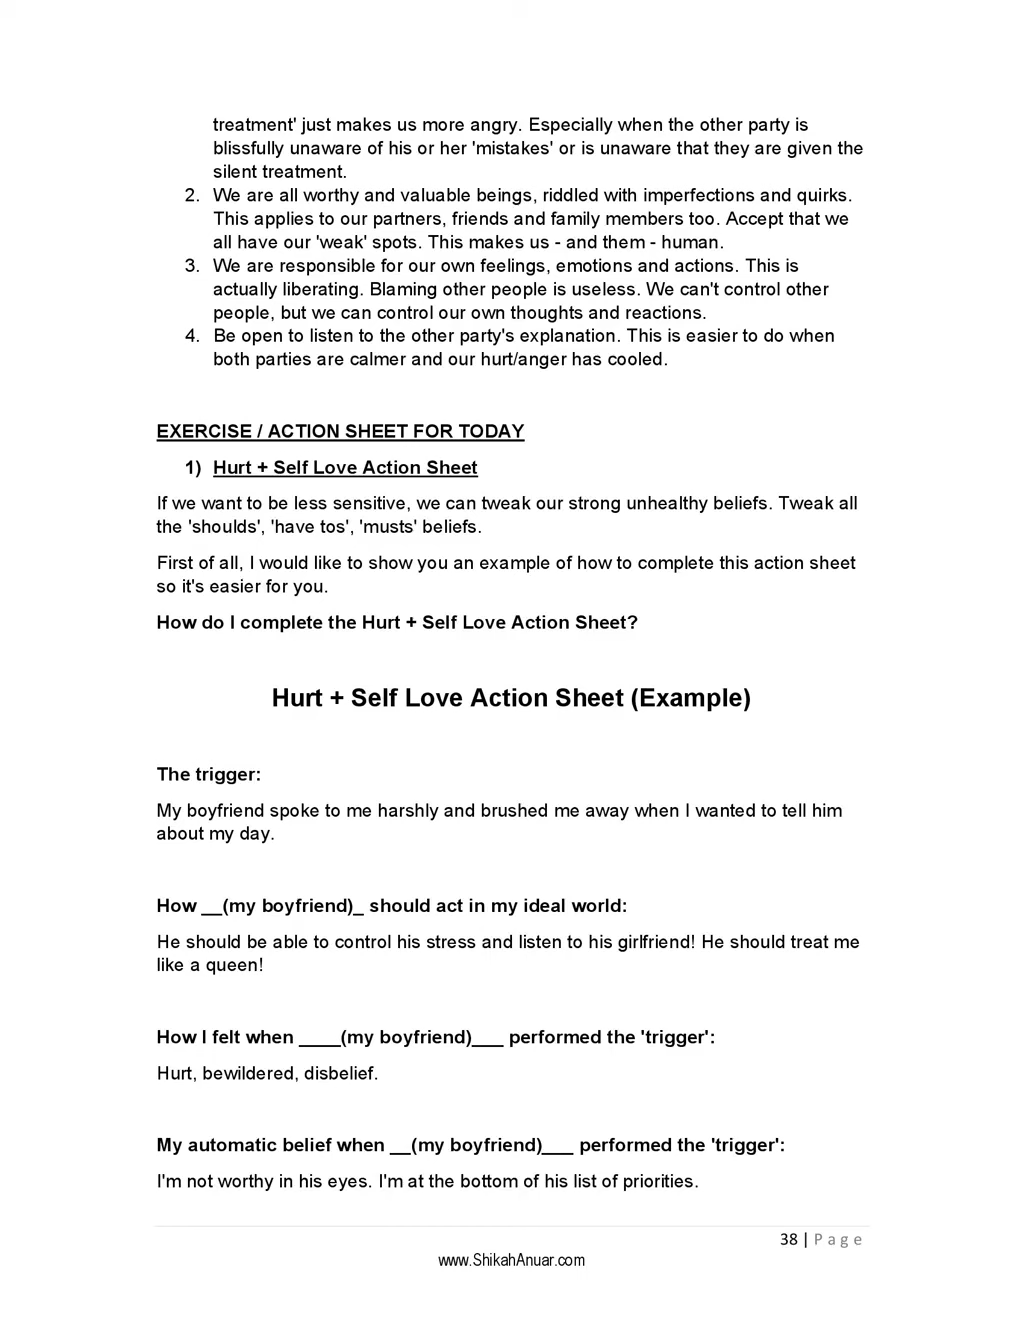 treatment' just makes us more angry. Especially when the other party is
blissfully unaware of his or her 'mistakes' or is unaware that they are given the
silent treatment.
2. We are all worthy and valuable beings, riddled with imperfections and quirks.
This applies to our partners, friends and family members too. Accept that we
all have our 'weak' spots. This makes us - and them - human.
3. We are responsible for our own feelings, emotions and actions. This is
actually liberating. Blaming other people is useless. We can't control other
people, but we can control our own thoughts and reactions.
4. Be open to listen to the other party's explanation. This is easier to do when
both parties are calmer and our hurt/anger has cooled.
EXERCISE / ACTION SHEET FOR TODAY
1) Hurt + Self Love Action Sheet
If we want to be less sensitive, we can tweak our strong unhealthy beliefs. Tweak all
the 'shoulds', 'have tos', 'musts' beliefs.
First of all, I would like to show you an example of how to complete this action sheet
so it's easier for you.
How do I complete the Hurt + Self Love Action Sheet?
Hurt + Self Love Action Sheet (Example)
The trigger:
My boyfriend spoke to me harshly and brushed me away when I wanted to tell him
about my day.
How __(my boyfriend)_ should act in my ideal world:
He should be able to control his stress and listen to his girlfriend! He should treat me
like a queen!
How I felt when ____(my boyfriend)___ performed the 'trigger':
Hurt, bewildered, disbelief.
My automatic belief when __(my boyfriend)___ performed the 'trigger':
I'm not worthy in his eyes. I'm at the bottom of his list of priorities.
38 | P a g e
www.ShikahAnuar.com